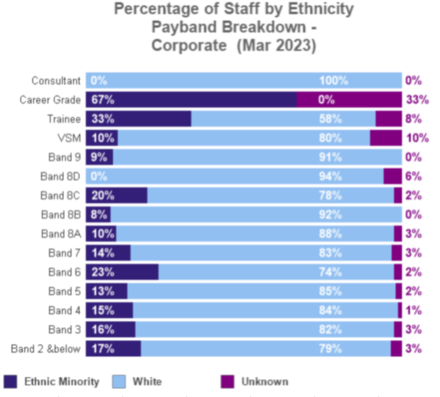 Percentage of Staff by Ethnicity
Payband Breakdown -
Corporate (Mar 2023)
Consultant 0% 100% 0%
Career Grade 67% 0% 33%
Trainee 33% 58% 8%
VSM 10% 80% 10%
Band 9 9% 91% 0%
Band 8D 0% 94% 6%
Band 8C 20% 78% 2%
Band 8B 8% 92% 0%
Band 8A 10% 88% 3%
Band 7 14% 83% 3%
Band 6 23% 74% 2%
Band 5 13% 85% 2%
Band 4 15% 84% 1%
Band 3 16% 82% 3%
Band 2 &below 17% 79% 3%
Ethnic Minority White Unknown